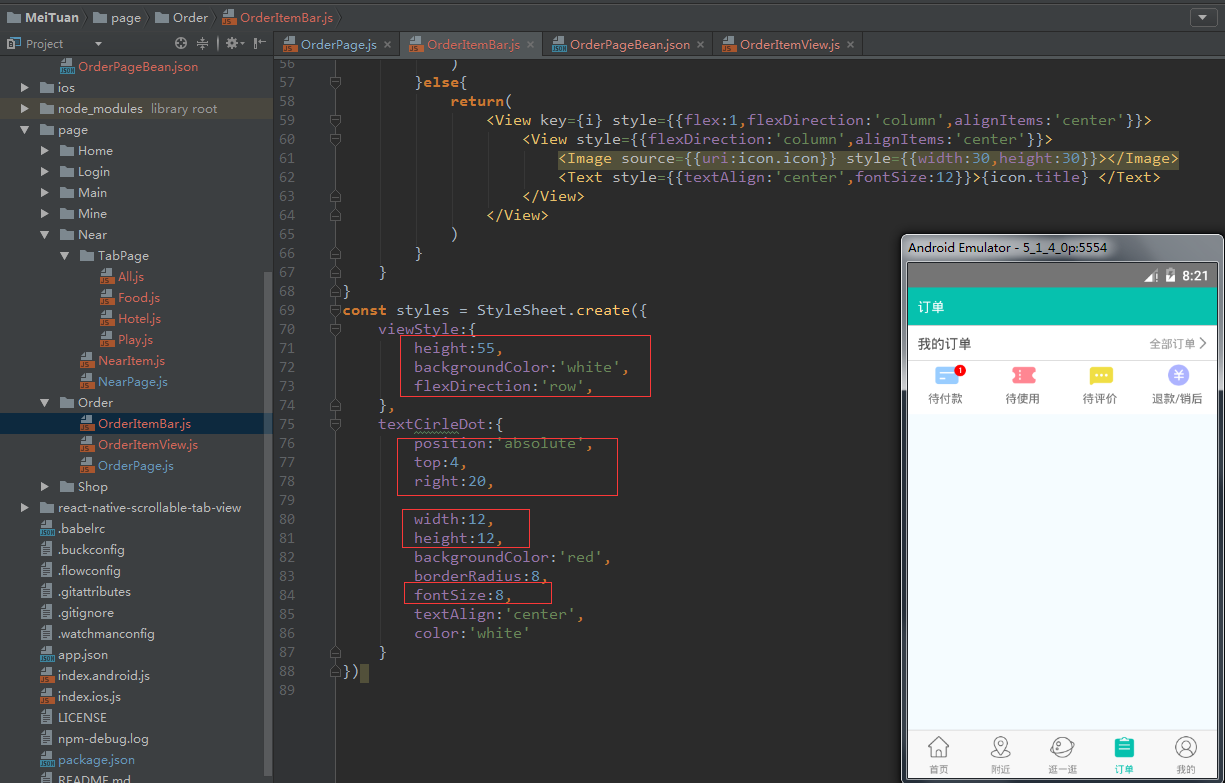 MeiTuan page Order OrderItemBar.js
Project
OrderPage.js × OrderItemBar.js × OrderPageBean.json × OrderItemView.js ×
OrderPageBean.json
ios
node_modules library root
page
Home
Login
Main
Mine
Near
TabPage
All.js
Food.js
Hotel.js
Play.js
NearItem.js
NearPage.js
Order
OrderItemBar.js
OrderItemView.js
OrderPage.js
Shop
react-native-scrollable-tab-view
.babelrc
.buckconfig
.flowconfig
.gitattributes
.gitignore
.watchmanconfig
app.json
index.android.js
index.ios.js
LICENSE
npm-debug.log
package.json
README.md
56 )
57 }else{
58 return(
59 <View key={i} style={{flex:1,flexDirection:'column',alignItems:'center'}}>
60 <View style={{flexDirection:'column',alignItems:'center'}}>
61 <Image source={{uri:icon.icon}} style={{width:30,height:30}}></Image>
62 <Text style={{textAlign:'center',fontSize:12}}>{icon.title} </Text>
63 </View>
64 </View>
65 )
66 }
67 }
68 }
69 const styles = StyleSheet.create({
70 viewStyle:{
71 height:55,
72 backgroundColor:'white',
73 flexDirection:'row',
74 },
75 textCirleDot:{
76 position:'absolute',
77 top:4,
78 right:20,
79
80 width:12,
81 height:12,
82 backgroundColor:'red',
83 borderRadius:8,
84 fontSize:8,
85 textAlign:'center',
86 color:'white'
87 }
88 })
89
Android Emulator - 5_1_4_0p:5554
8:21
订单
我的订单 全部订单
1
待付款 待使用 待评价 退款/销后
首页 附近 逛一逛 订单 我的